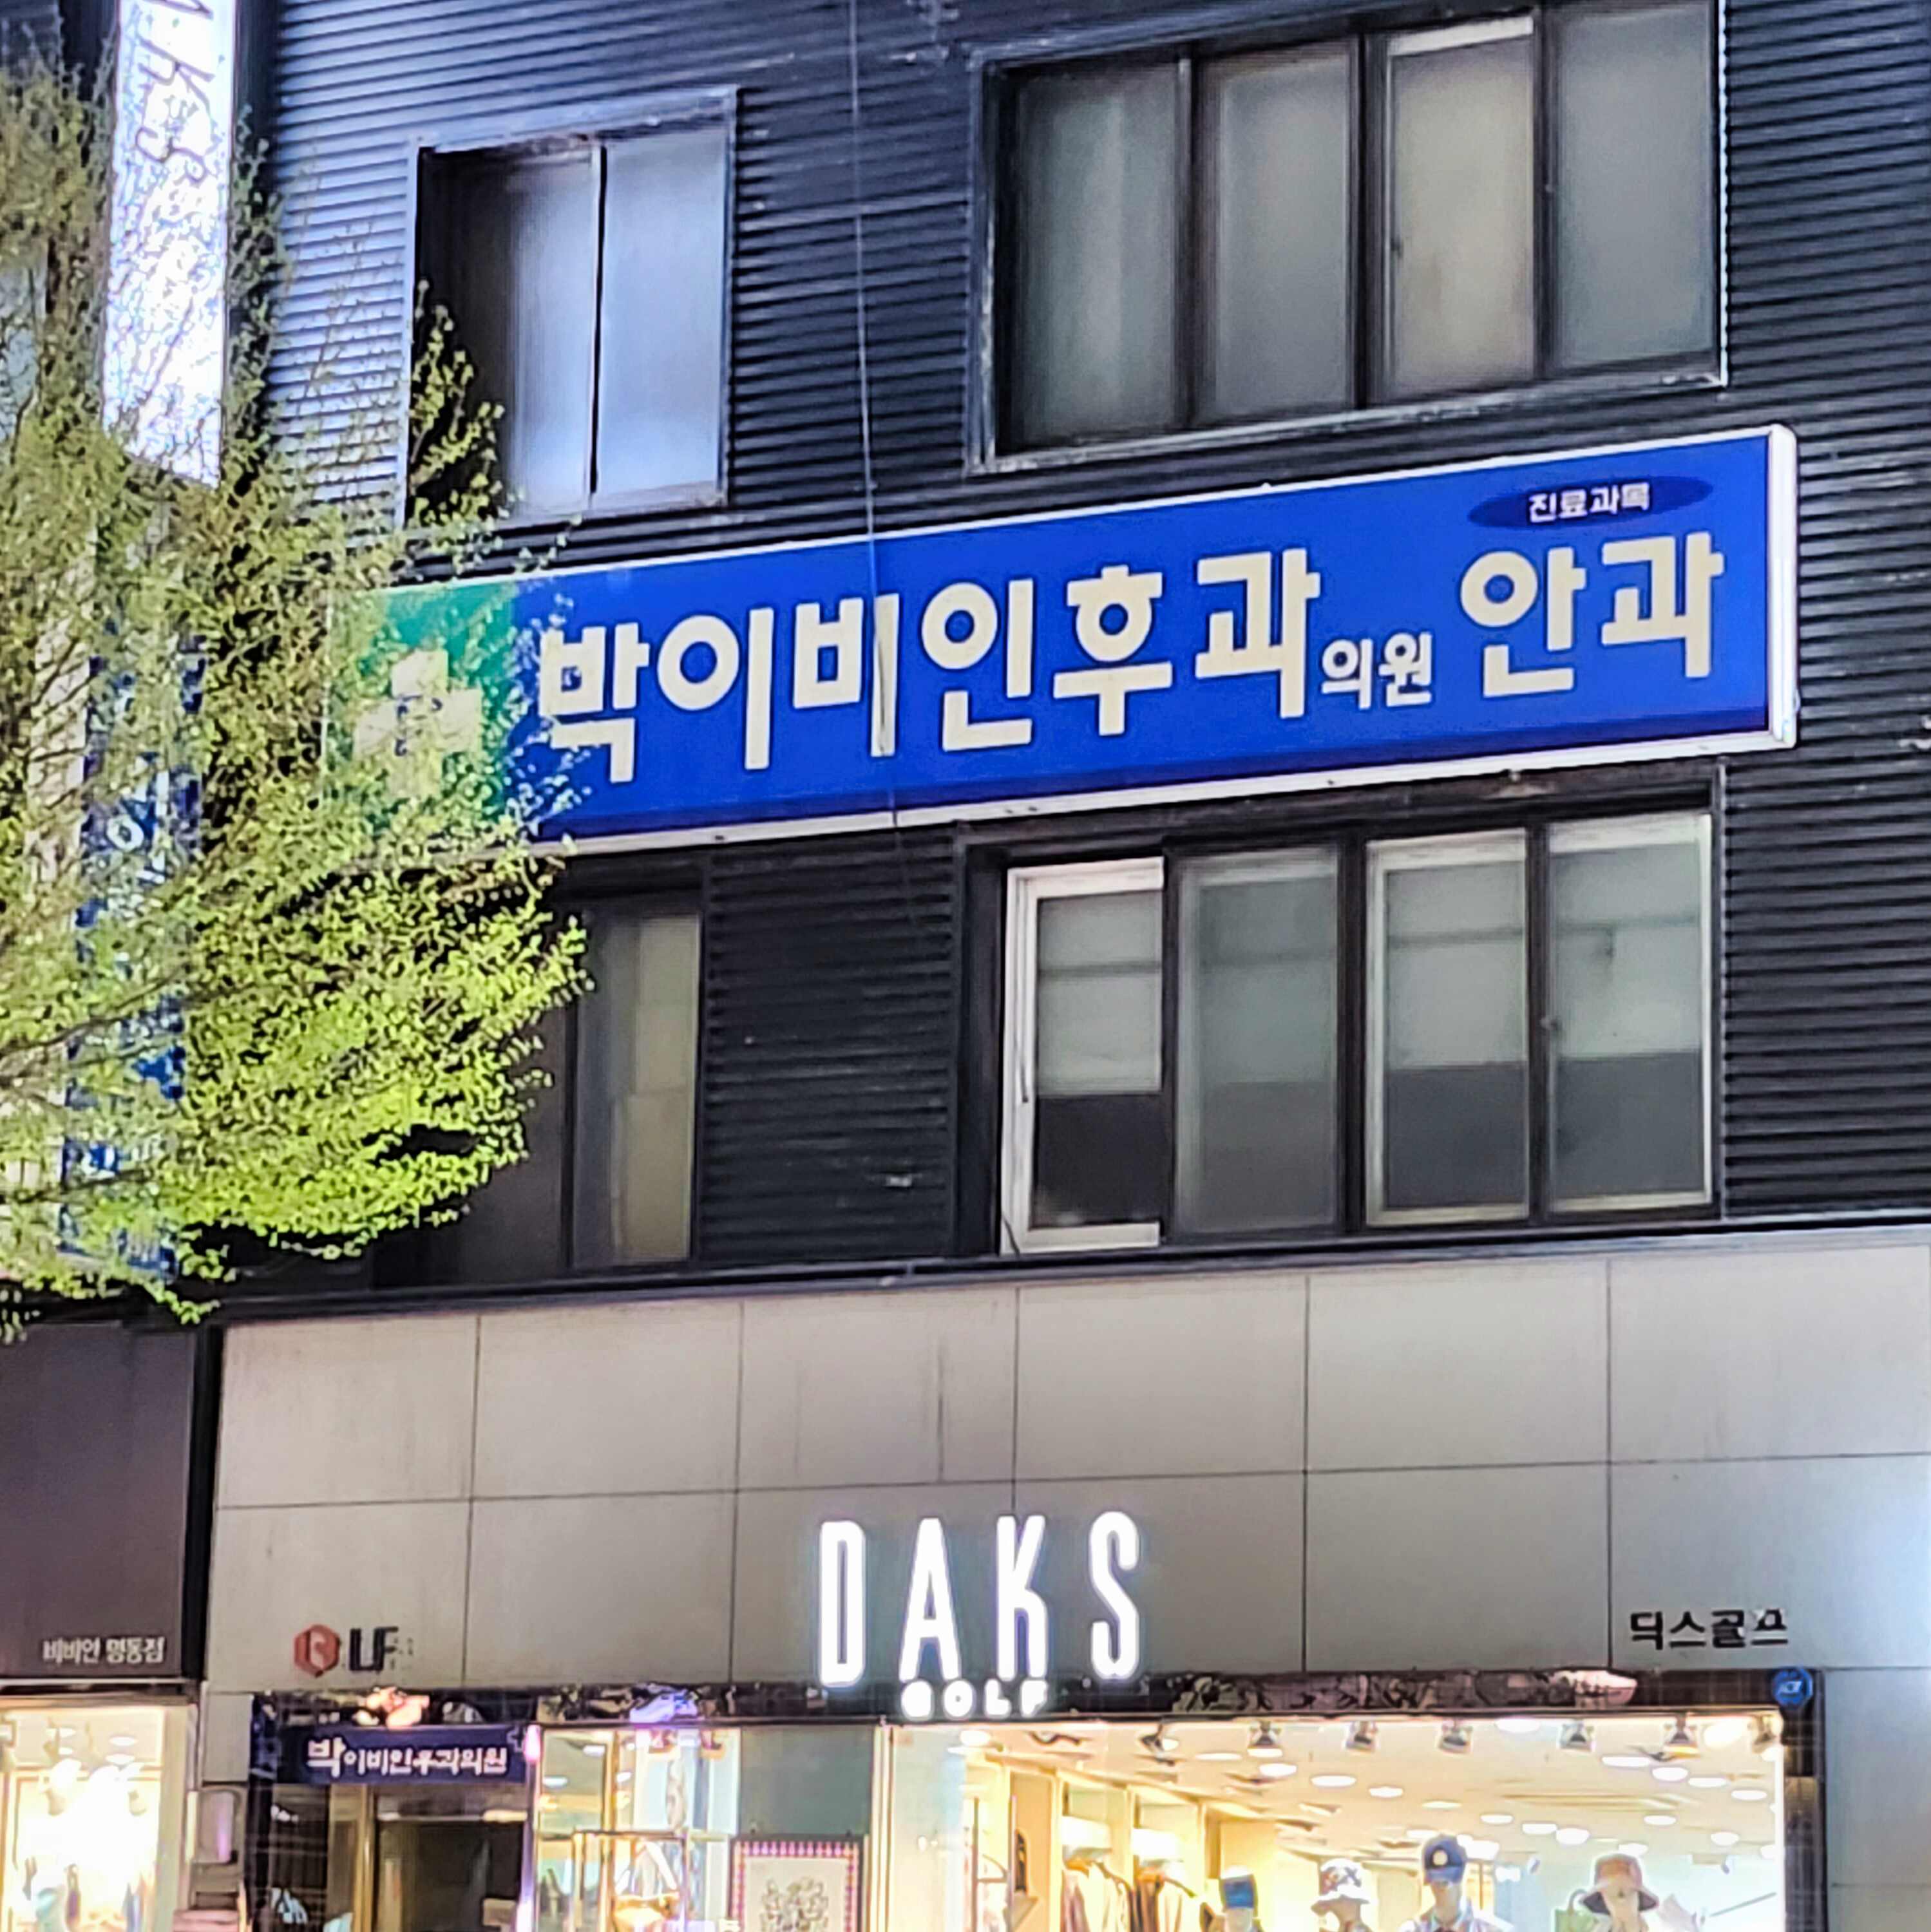 진료과목
박이비인후과의원 안과
DAKS
GOLF
닥스골프
LF
비비안 명동점
박이비인후과의원